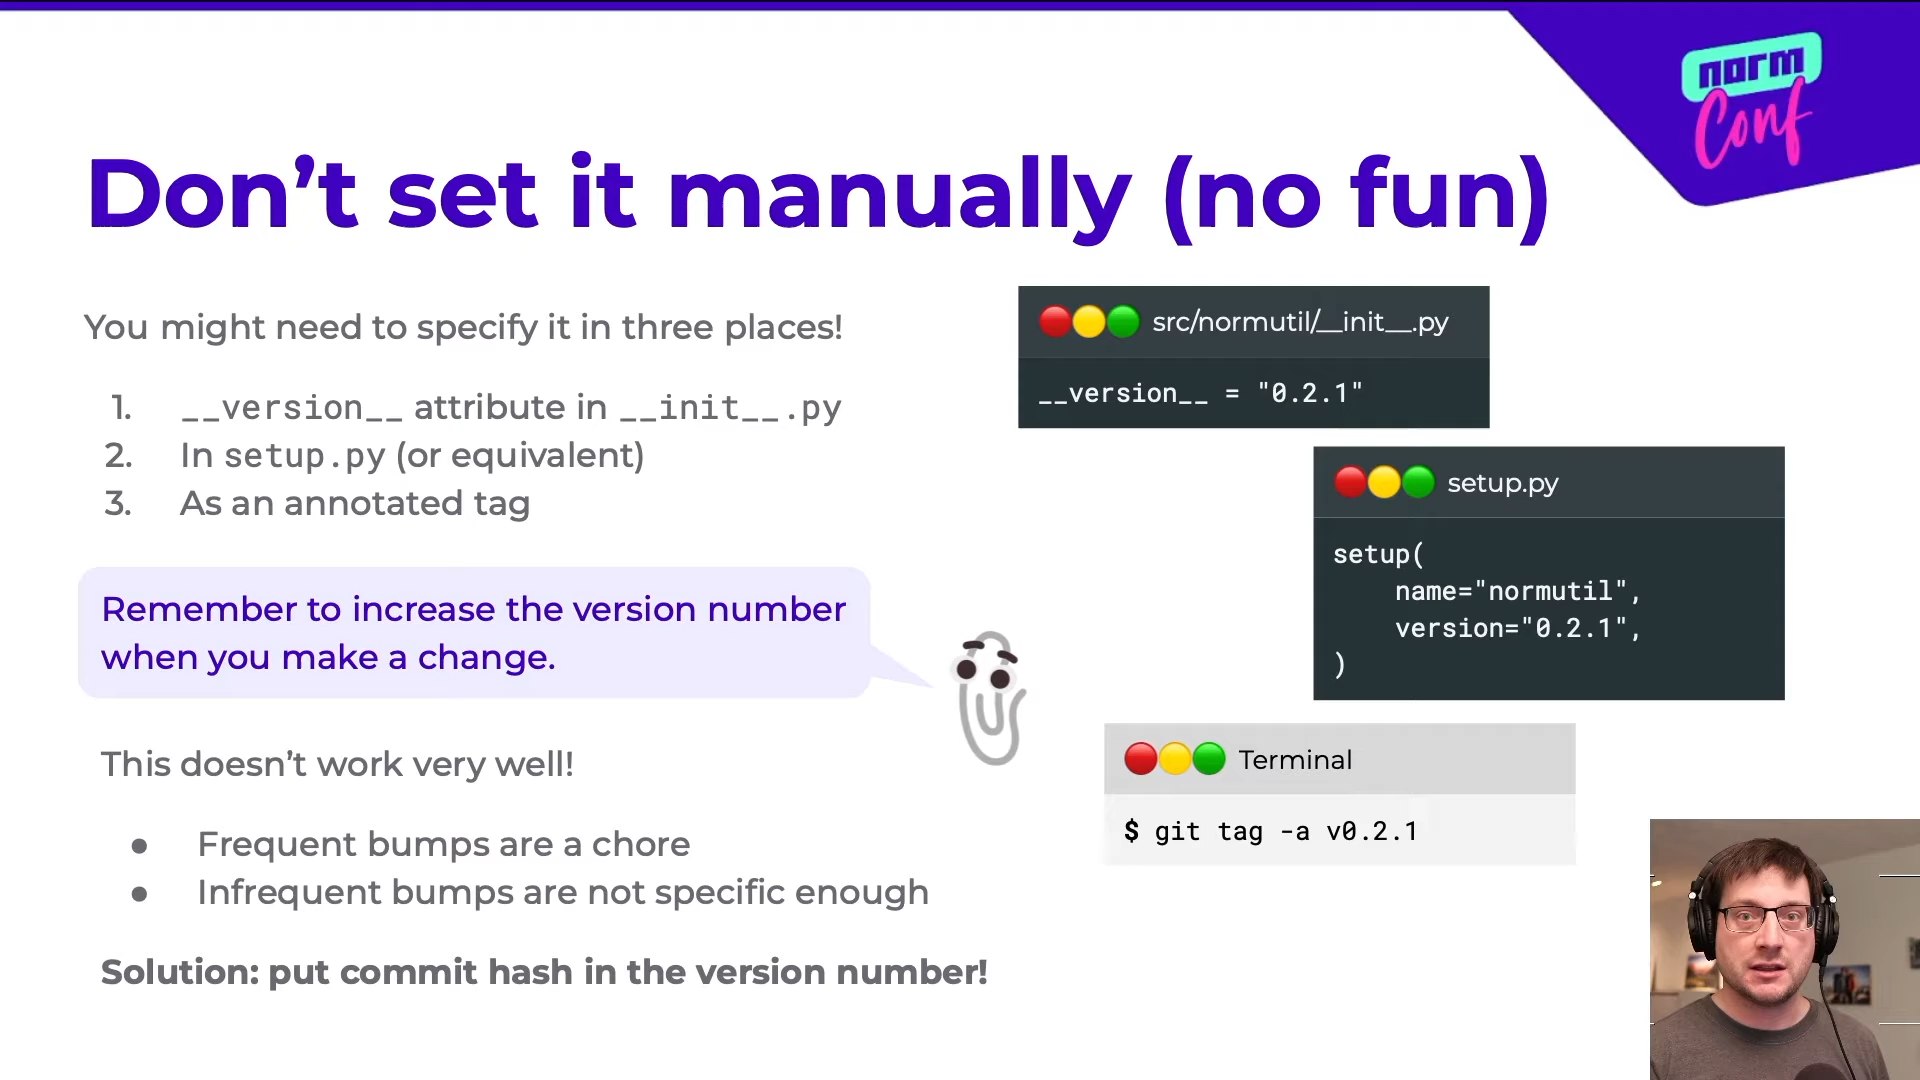 norm
Conf
Don’t set it manually (no fun)
You might need to specify it in three places!
1. __version__ attribute in __init__.py
2. In setup.py (or equivalent)
3. As an annotated tag
Remember to increase the version number
when you make a change.
This doesn’t work very well!
● Frequent bumps are a chore
● Infrequent bumps are not specific enough
Solution: put commit hash in the version number!
src/normutil/__init__.py
__version__ = "0.2.1"
setup.py
setup(
    name="normutil",
    version="0.2.1",
)
Terminal
$ git tag -a v0.2.1